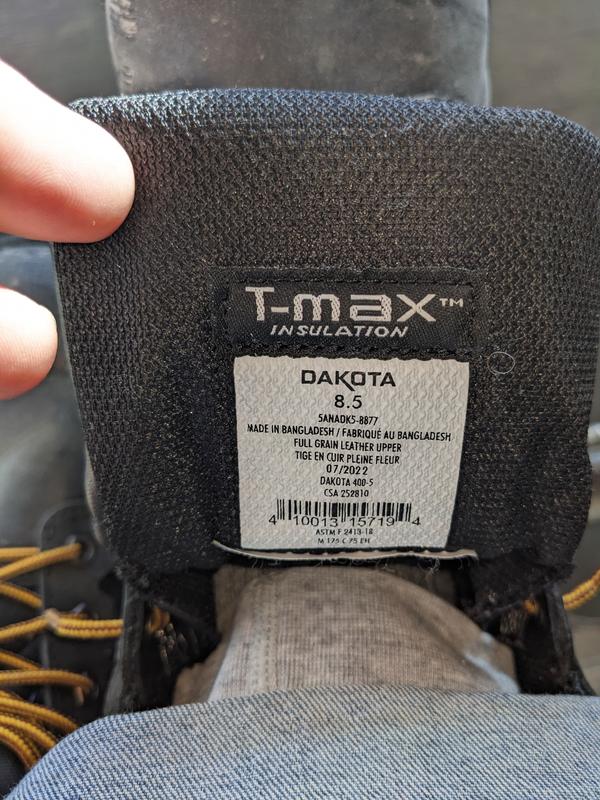 T-max™
INSULATION
DAKOTA
8.5
5ANADK5-8877
MADE IN BANGLADESH / FABRIQUÉ AU BANGLADESH
FULL GRAIN LEATHER UPPER
TIGE EN CUIR PLEINE FLEUR
07/2022
DAKOTA 400-5
CSA 252810
4 10013 15719 4
ASTM F 2413-18
M I75 C 75 EH